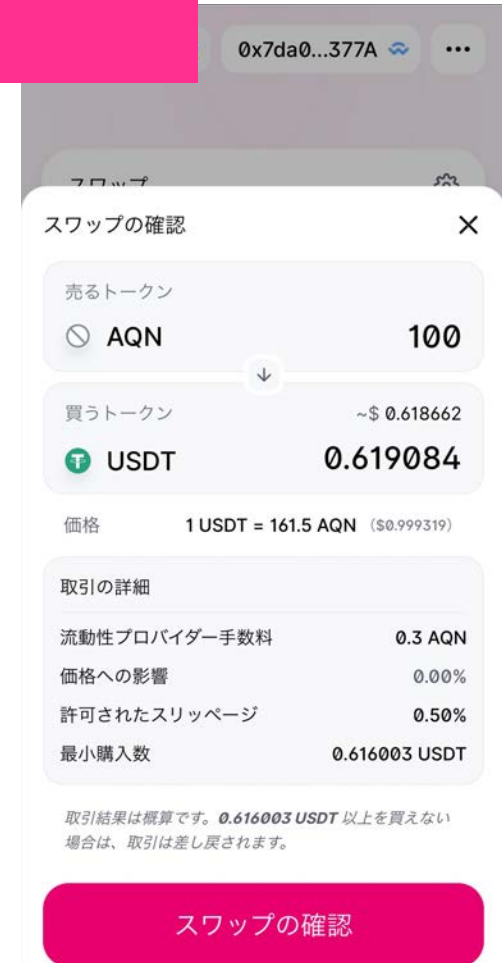 0x7da0...377A
スワップ
スワップの確認
売るトークン
AQN 100
買うトークン ~$ 0.618662
USDT 0.619084
価格 1 USDT = 161.5 AQN ($0.999319)
取引の詳細
流動性プロバイダー手数料 0.3 AQN
価格への影響 0.00%
許可されたスリッページ 0.50%
最小購入数 0.616003 USDT
取引結果は概算です。0.616003 USDT 以上を買えない
場合は、取引は差し戻されます。
スワップの確認